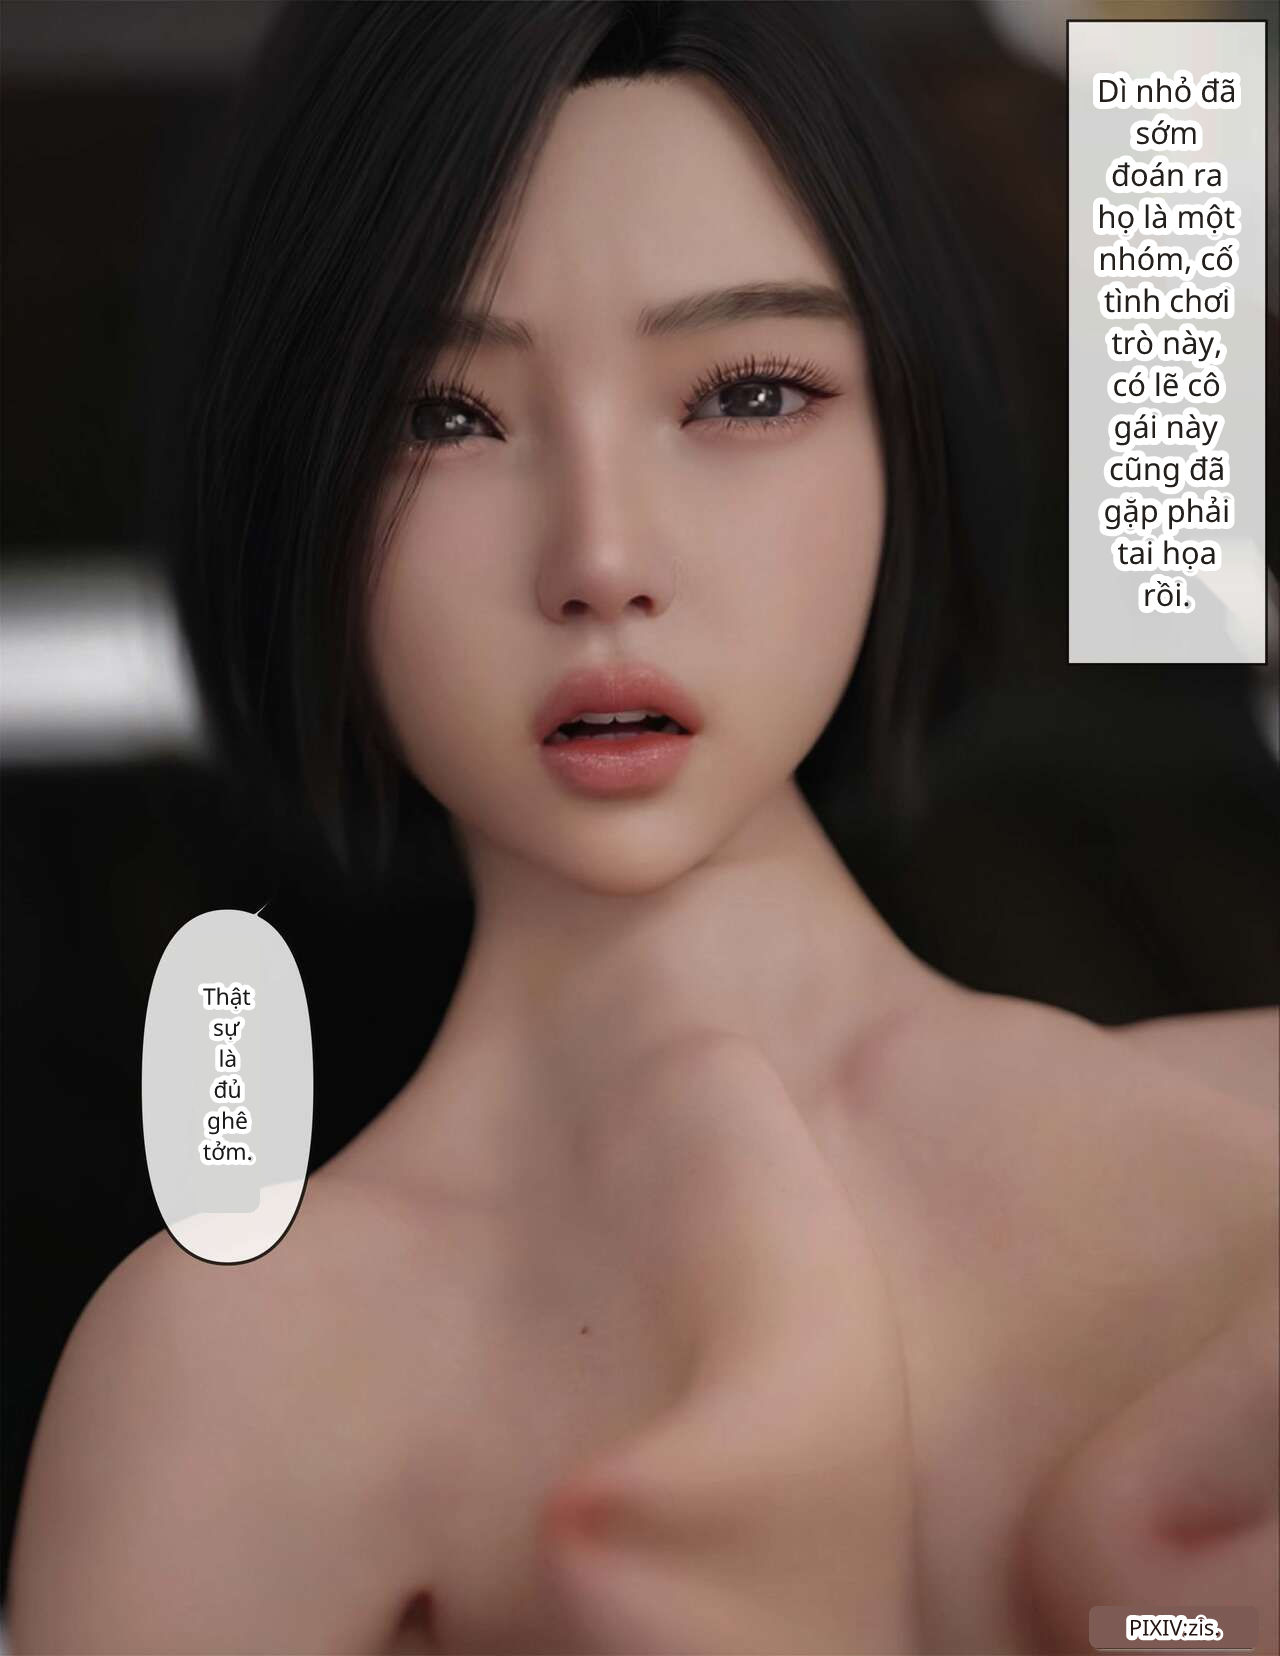 Dì nhỏ đã
sớm
đoán ra
họ là một
nhóm, cố
tình chơi
trò này,
có lẽ cô
gái này
cũng đã
gặp phải
tai họa
rồi.
Thật
sự
là
đủ
ghê
tởm.
PIXIV:zis.